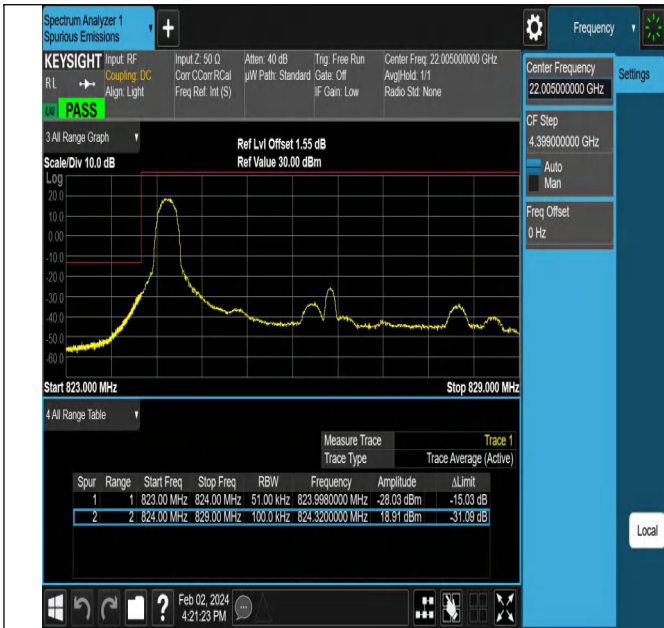 Spectrum Analyzer 1
Spurious Emissions
Frequency
KEYSIGHT
RL
Align: Light
Input: RF
Coupling: DC
Input Z: 50 Ω
Corr CCorr RCal
Freq Ref: Int (S)
Atten: 40 dB
µW Path: Standard
Trig: Free Run
Gate: Off
IF Gain: Low
Center Freq: 22.005000000 GHz
Avg|Hold: 1/1
Radio Std: None
PASS
Center Frequency
22.005000000 GHz
Settings
CF Step
4.399000000 GHz
Auto
Man
Freq Offset
0 Hz
3 All Range Graph
Scale/Div 10.0 dB
Ref Lvl Offset 1.55 dB
Ref Value 30.00 dBm
Log
20.0
10.0
0.00
-10.0
-20.0
-30.0
-40.0
-50.0
-60.0
Start 823.000 MHz
Stop 829.000 MHz
4 All Range Table
Measure Trace Trace 1
Trace Type Trace Average (Active)
Spur Range Start Freq Stop Freq RBW Frequency Amplitude ΔLimit
1 1 823.00 MHz 824.00 MHz 51.00 kHz 823.9980000 MHz -28.03 dBm -15.03 dB
2 2 824.00 MHz 829.00 MHz 100.0 kHz 824.3200000 MHz 18.91 dBm -31.09 dB
Local
?
Feb 02, 2024
4:21:23 PM